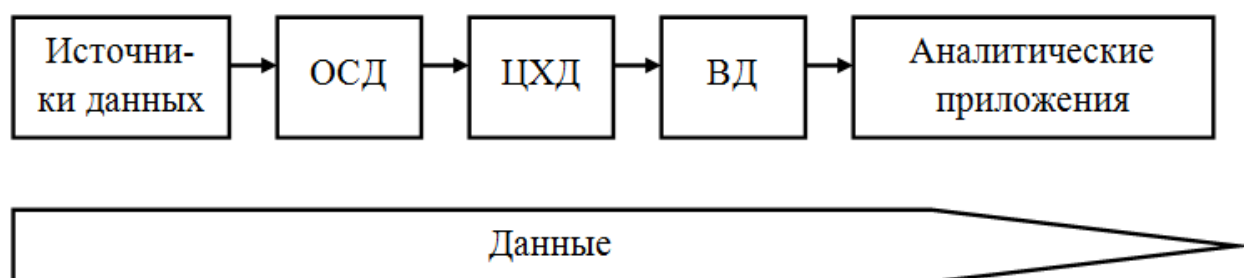 Источни-
ки данных
ОСД
ЦХД
ВД
Аналитические
приложения
Данные